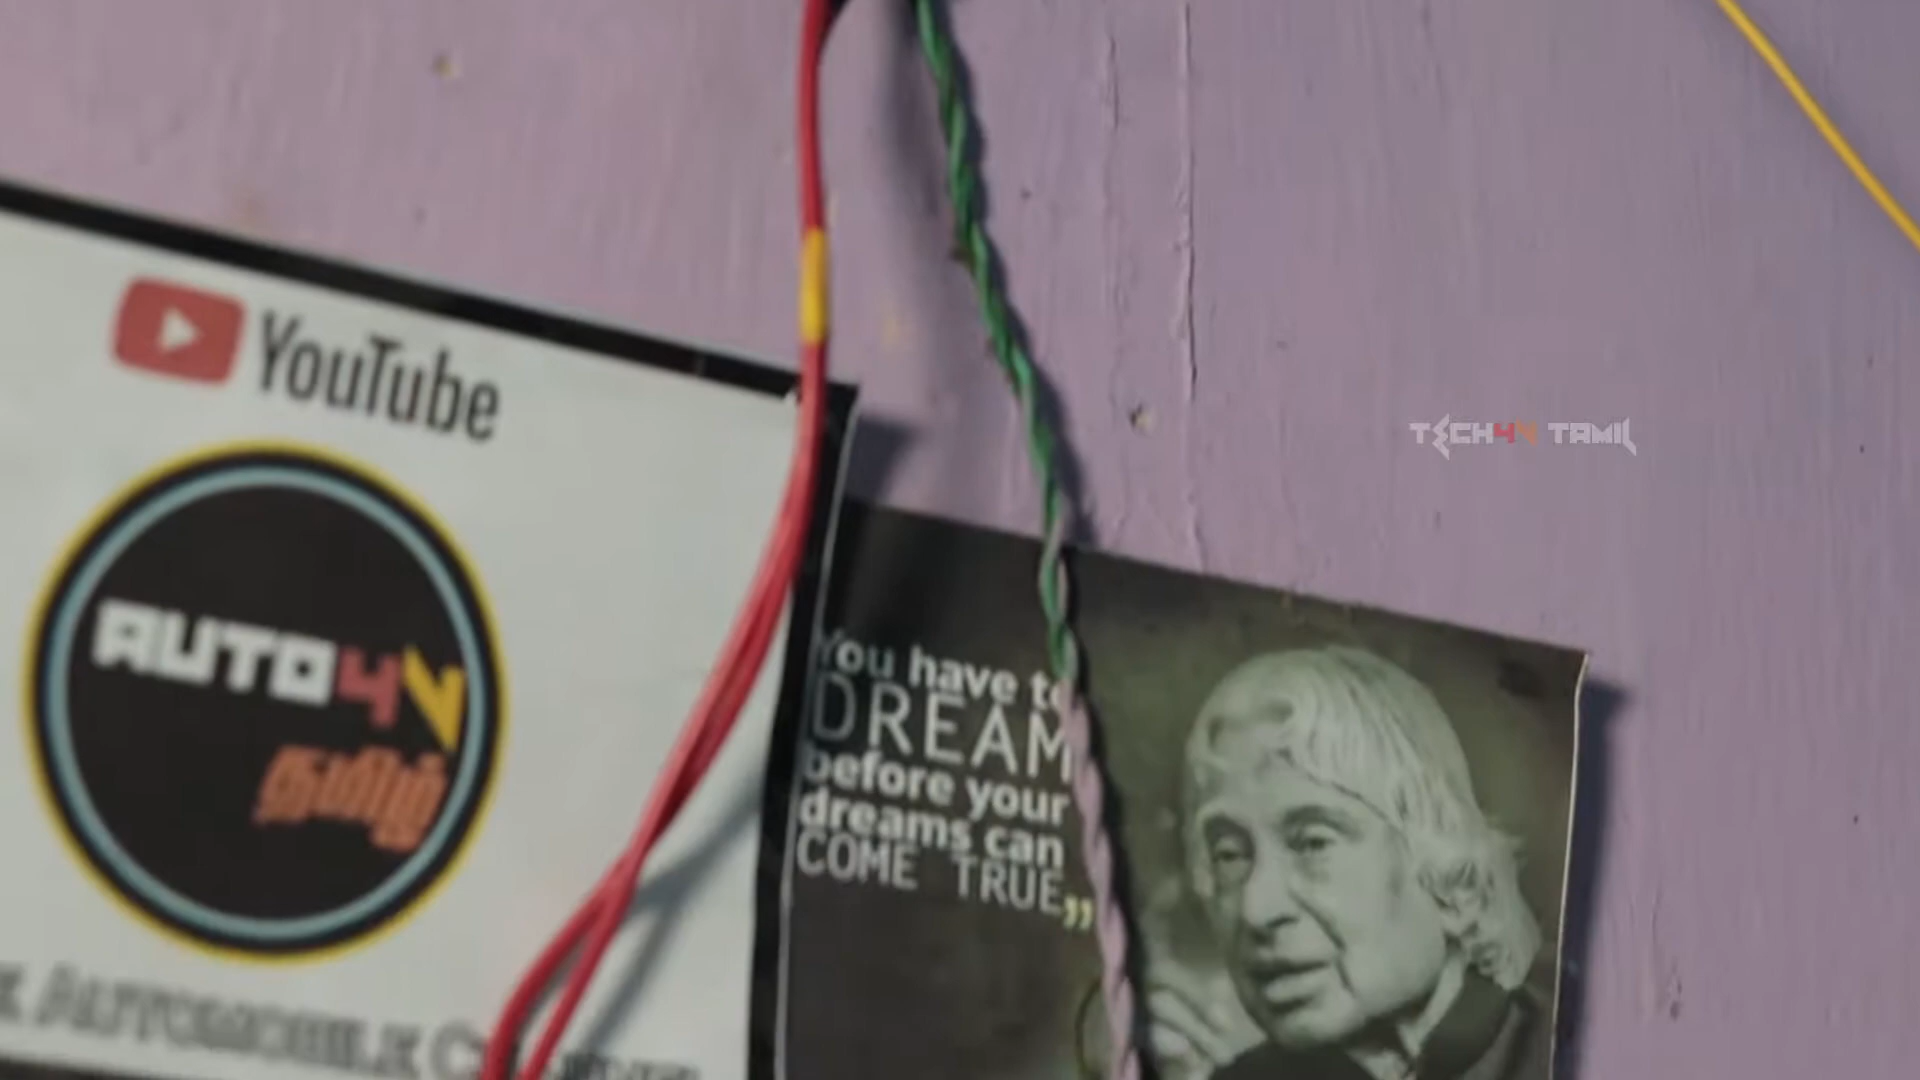 YouTube
AUTO4V
தமிழ்
TECH4V TAMIL
You have to
DREAM
before your
dreams can
COME TRUE„